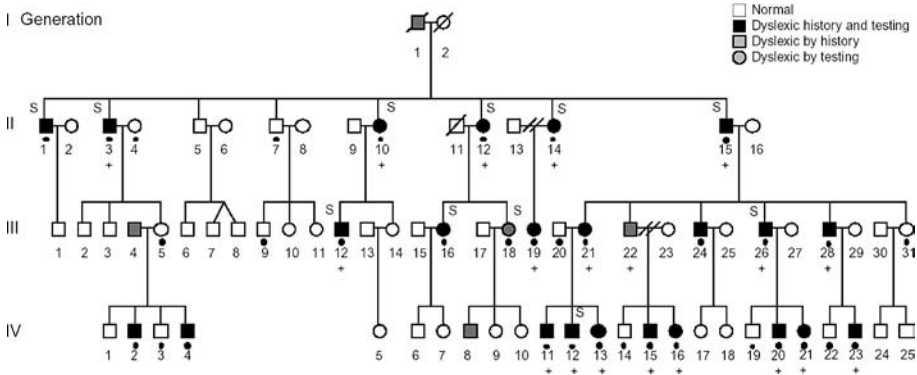 I Generation
Normal
Dyslexic history and testing
Dyslexic by history
Dyslexic by testing
1 2
S S S S S S
II
1 2 3 4 5 6 7 8 9 10 11 12 13 14 15 16
+ + + + +
S S S S
III
1 2 3 4 5 6 7 8 9 10 11 12 13 14 15 16 17 18 19 20 21 22 23 24 25 26 27 28 29 30 31
+ + + + + +
S
IV
1 2 3 4 5 6 7 8 9 10 11 12 13 14 15 16 17 18 19 20 21 22 23 24 25
+ + + + + + + +